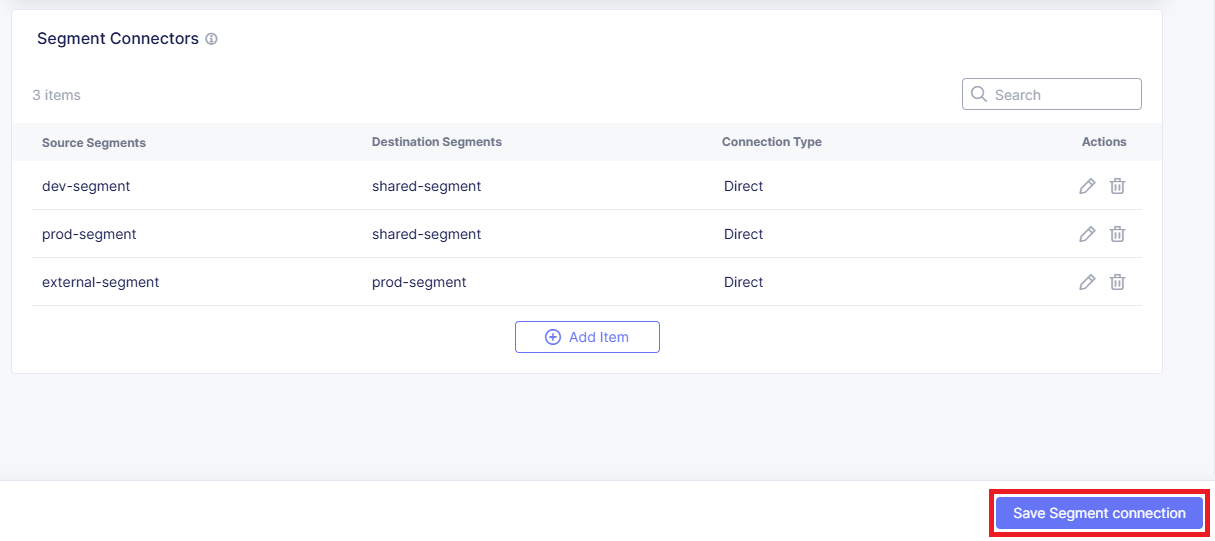 Segment Connectors
3 items
Search
Source Segments Destination Segments Connection Type Actions
dev-segment shared-segment Direct
prod-segment shared-segment Direct
external-segment prod-segment Direct
Add Item
Save Segment connection